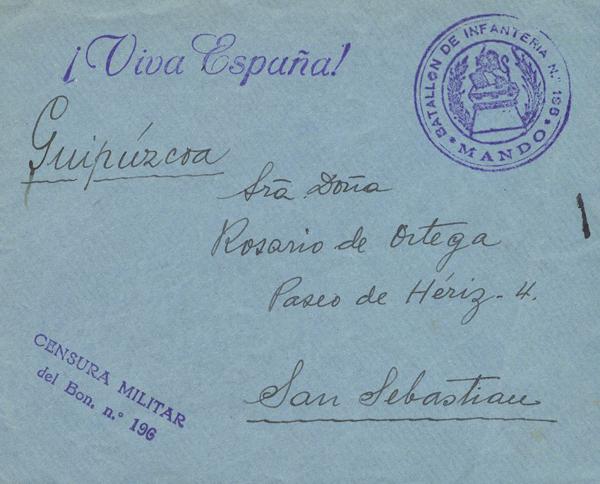 ¡Viva España!
BATALLON DE INFANTERIA N.º 196
MANDO
Guipúzcoa
Sra. Doña
Rosario de Ortega
Paseo de Hériz - 4.
San Sebastian
CENSURA MILITAR
del Bon. n.º 196